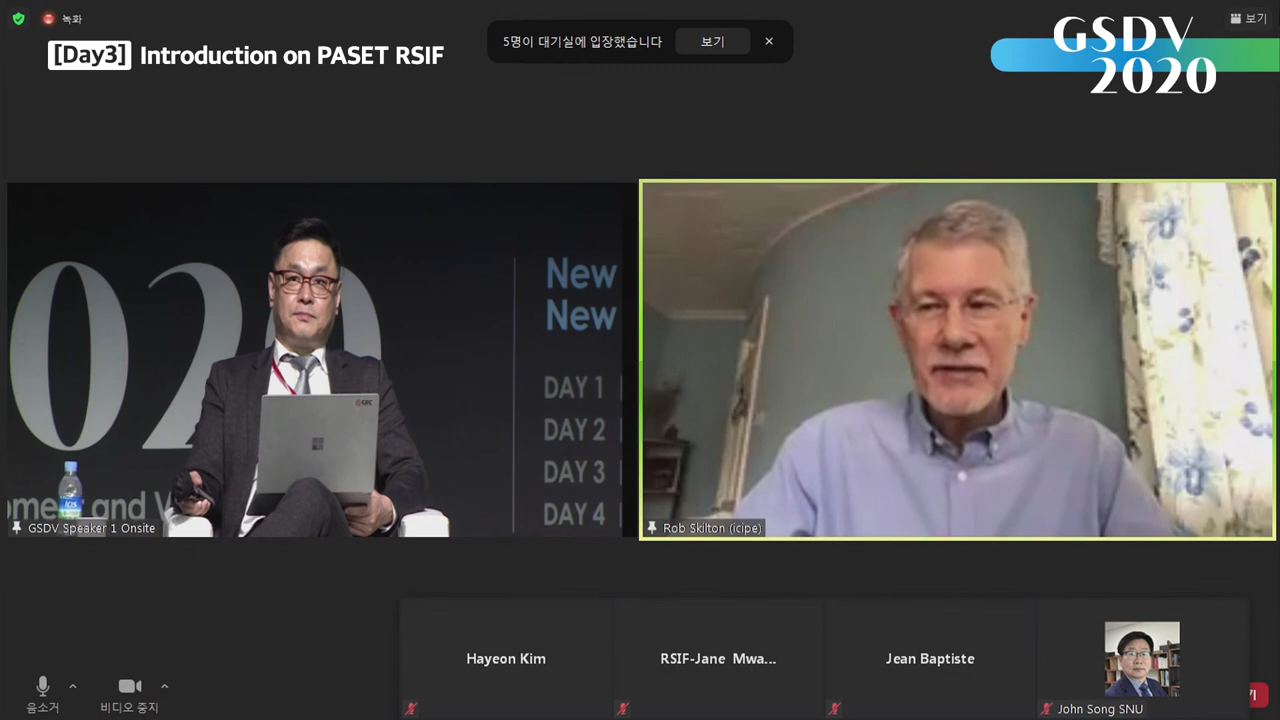 녹화
[Day3] Introduction on PASET RSIF
5명이 대기실에 입장했습니다
보기
보기
GSDV
2020
020
New
New
DAY 1
DAY 2
DAY 3
DAY 4
and
GSDV Speaker 1 Onsite
Rob Skilton (icipe)
Hayeon Kim
RSIF-Jane Mwa...
Jean Baptiste
John Song SNU
음소거
비디오 중지